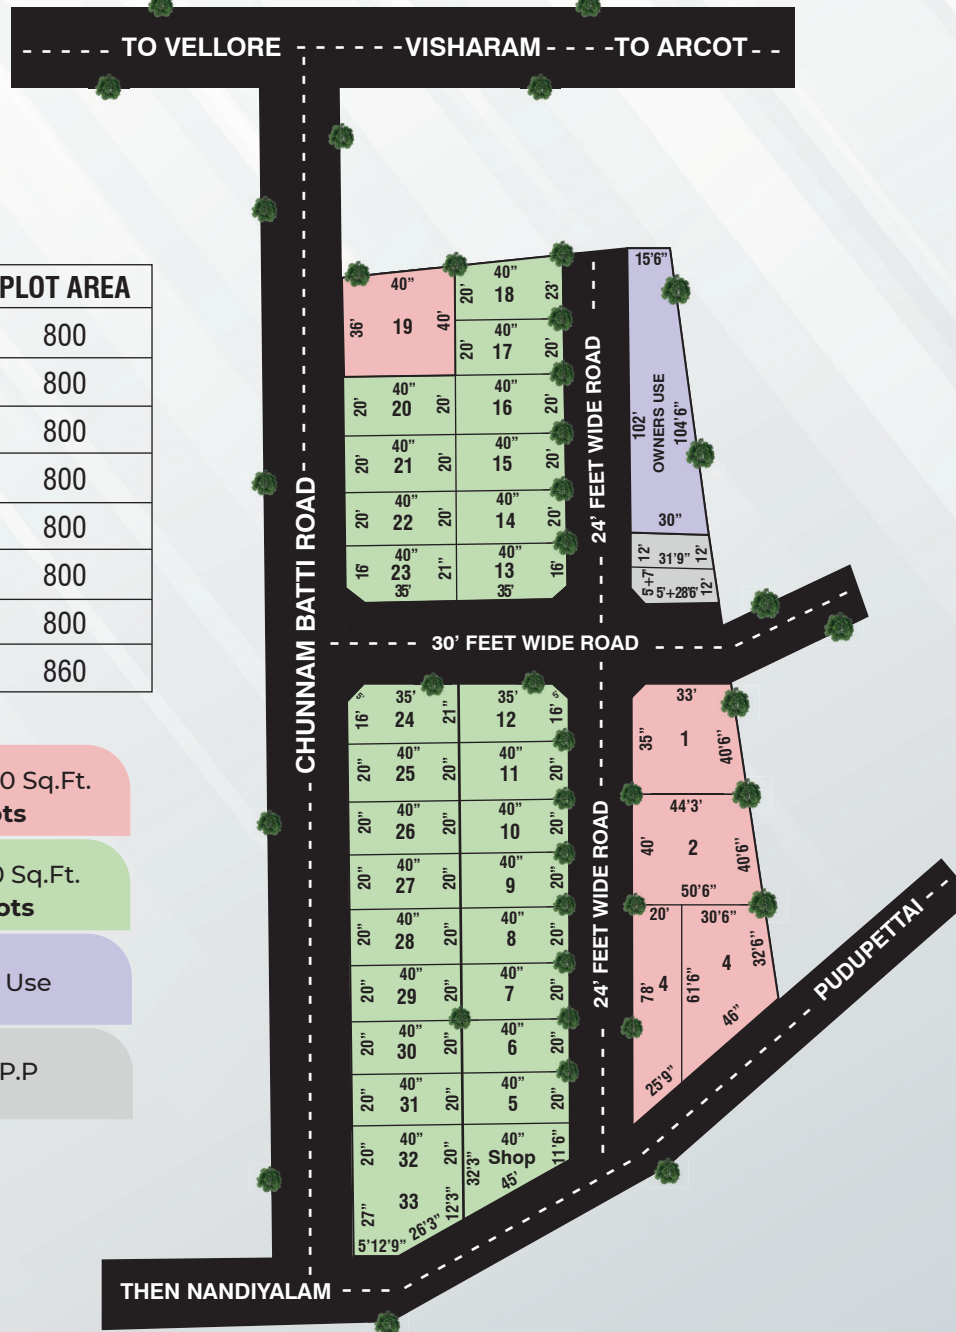 - - - - - TO VELLORE - - - - - - -VISHARAM- - - -TO ARCOT- -
PLOT AREA
800
800
800
800
800
800
800
860
0 Sq.Ft.
ots
0 Sq.Ft.
ots
Use
P.P
CHUNNAM BATTI ROAD
40”
36’ 19 40’
40”
20’ 18 23’
40”
20’ 17 20’
40”
20’ 20 20’
40”
16 20’
40”
20’ 21 20’
40”
15 20’
40”
20’ 22 20’
40”
14 20’
40”
16’ 23 21”
35’
40”
13 16’
35’
24’ FEET WIDE ROAD
15’6”
102’ OWNERS USE 104’6”
30”
12’ 31’9” 12’
5+7’ 5’+28’6’ 12’
- - - - - 30’ FEET WIDE ROAD - - - -
5’ 35’
16’ 24 21”
35’ 5’
12 16’
40”
20” 25 20”
40”
11 20”
40”
20” 26 20”
40”
10 20”
40”
20” 27 20”
40”
9 20”
40”
20” 28 20”
40”
8 20”
40”
20” 29 20”
40”
7 20”
40”
20” 30 20”
40”
6 20”
40”
20” 31 20”
40”
5 20”
40”
20” 32 20”
40”
32’3” Shop 11’6”
45’
27” 33 12’3”
5’12’9” 26’3”
24’ FEET WIDE ROAD
33’
35” 1 40’6”
44’3’
40’ 2 40’6”
50’6”
20’
78’ 4
25’9”
30’6”
61’6” 4 32’6”
46”
PUDUPETTAI
THEN NANDIYALAM - - -